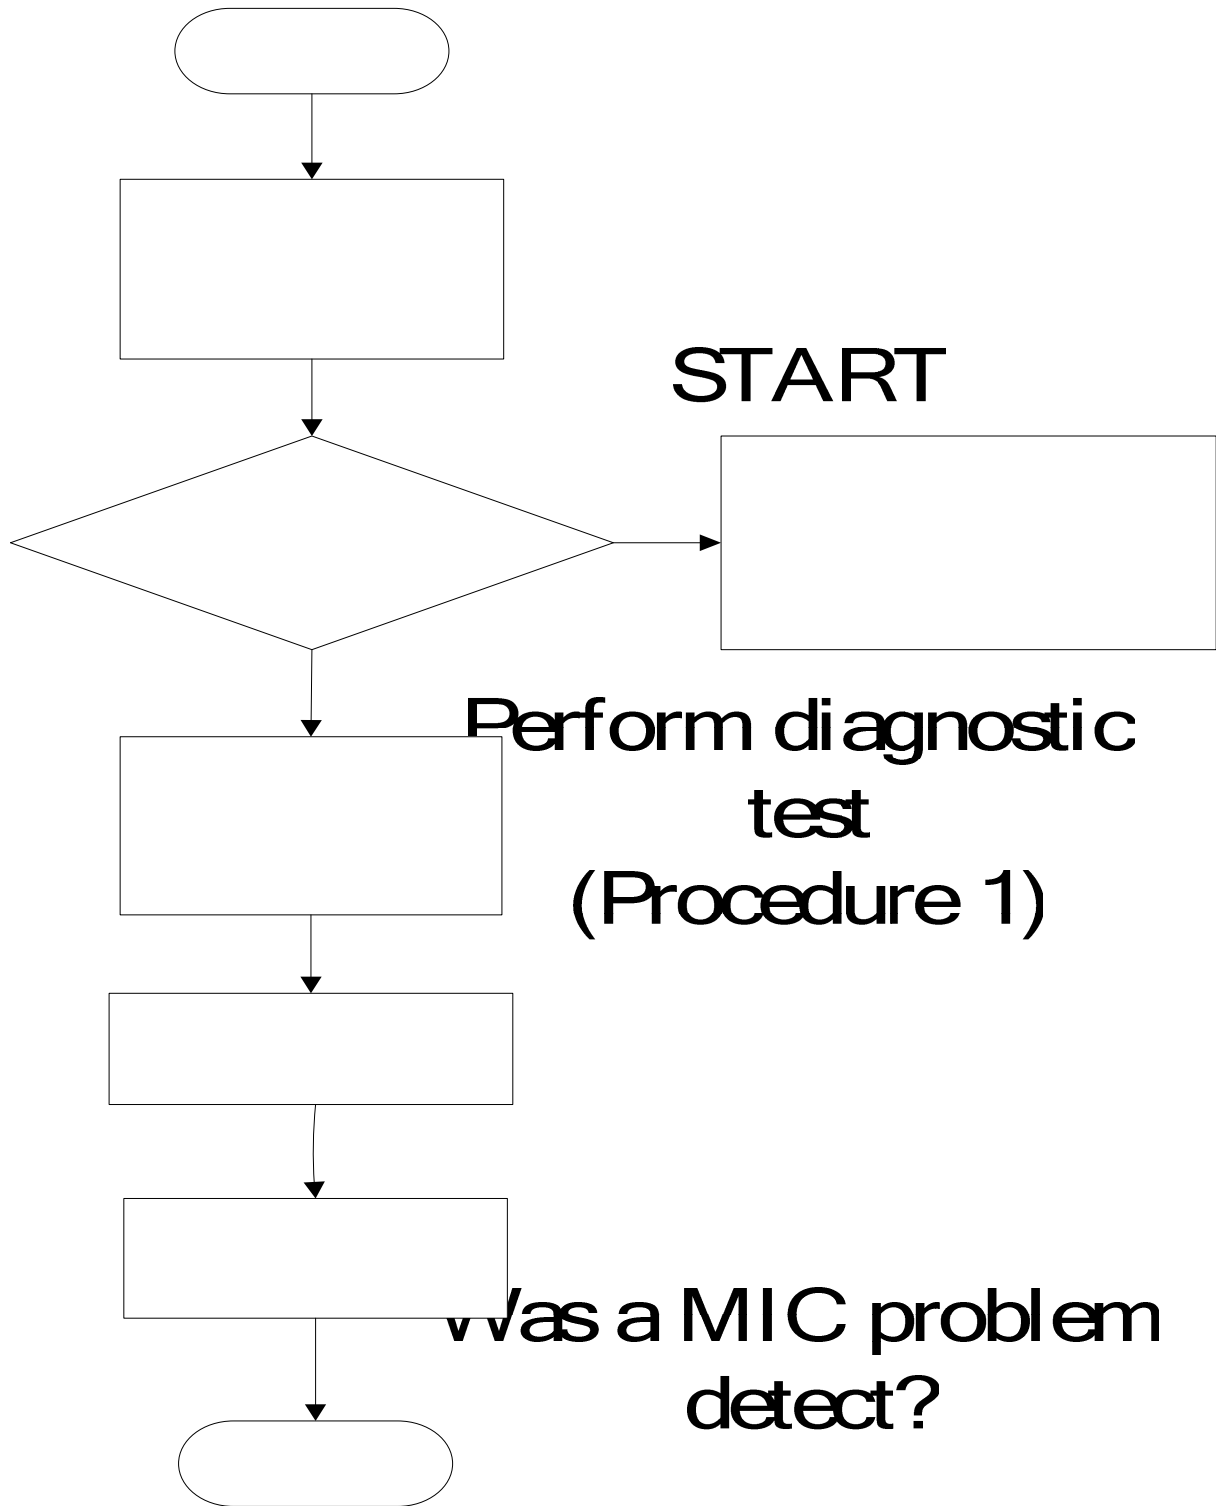 START
Perform diagnostic
test
(Procedure 1)
Was a MIC problem
detect?